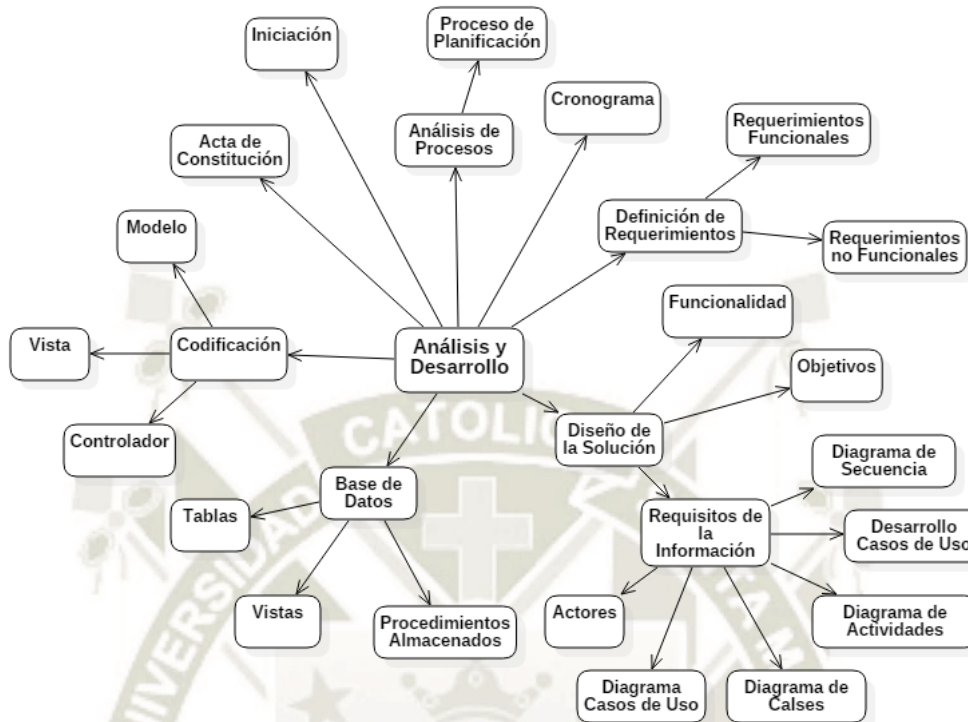 Iniciación
Proceso de
Planificación
Cronograma
Análisis de
Procesos
Acta de
Constitución
Requerimientos
Funcionales
Definición de
Requerimientos
Requerimientos
no Funcionales
Modelo
Funcionalidad
Vista
Codificación
Análisis y
Desarrollo
Objetivos
Controlador
Diseño de
la Solución
Diagrama de
Secuencia
Base de
Datos
Tablas
Requisitos de
la
Información
Desarrollo
Casos de Uso
Vistas
Procedimientos
Almacenados
Actores
Diagrama de
Actividades
Diagrama
Casos de Uso
Diagrama de
Calses
UNIVERSIDAD
CATOLIC
TA M